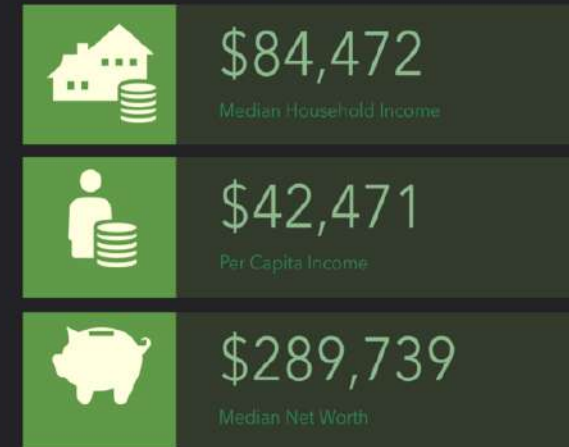 $84,472
Median Household Income
$42,471
Per Capita Income
$289,739
Median Net Worth